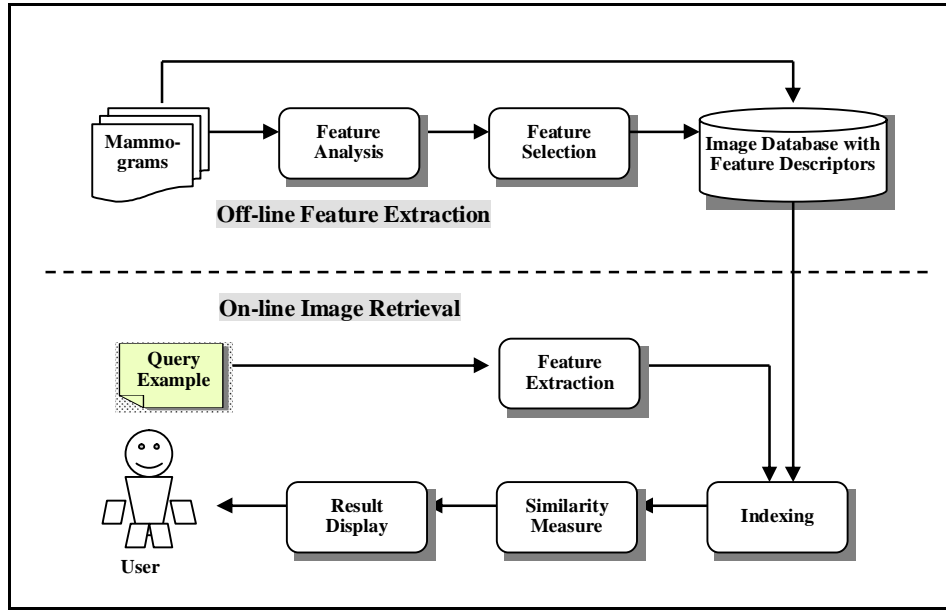 Mammo-
grams
Feature
Analysis
Feature
Selection
Image Database with
Feature Descriptors
Off-line Feature Extraction
On-line Image Retrieval
Query
Example
Feature
Extraction
Result
Display
Similarity
Measure
Indexing
User